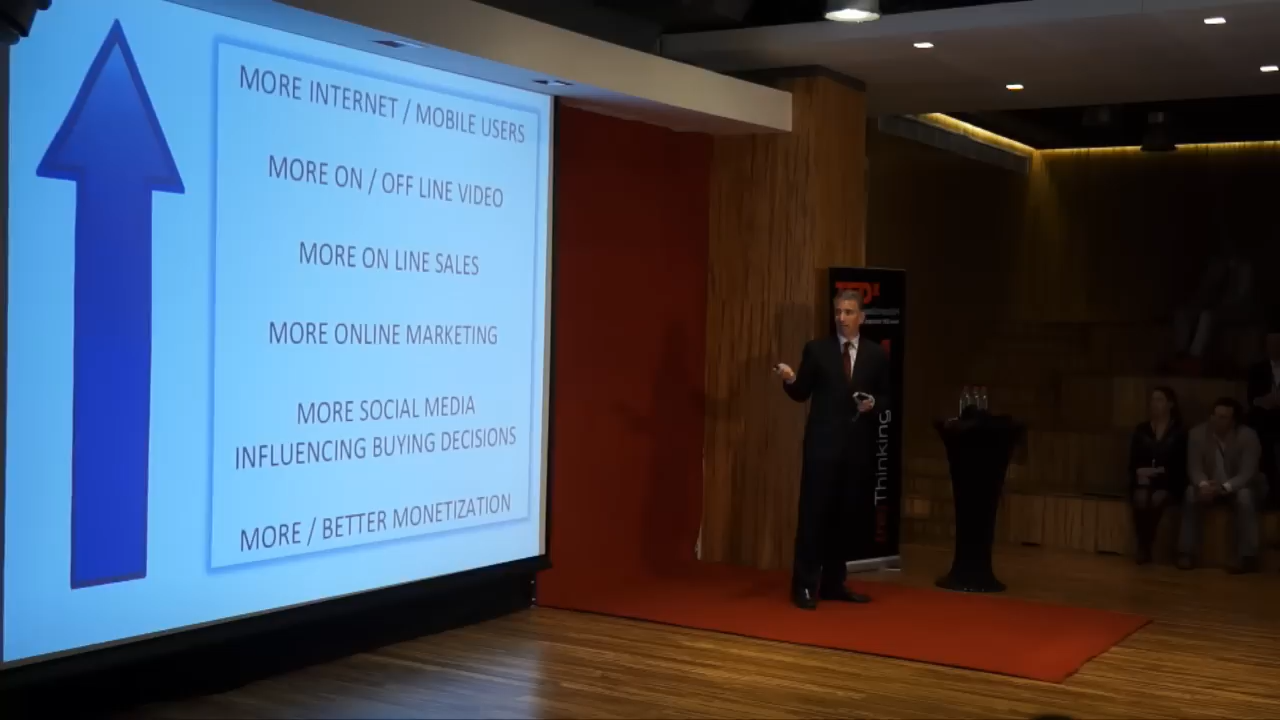 MORE INTERNET / MOBILE USERS
MORE ON / OFF LINE VIDEO
MORE ON LINE SALES
MORE ONLINE MARKETING
MORE SOCIAL MEDIA
INFLUENCING BUYING DECISIONS
MORE / BETTER MONETIZATION
TEDx
Thinking